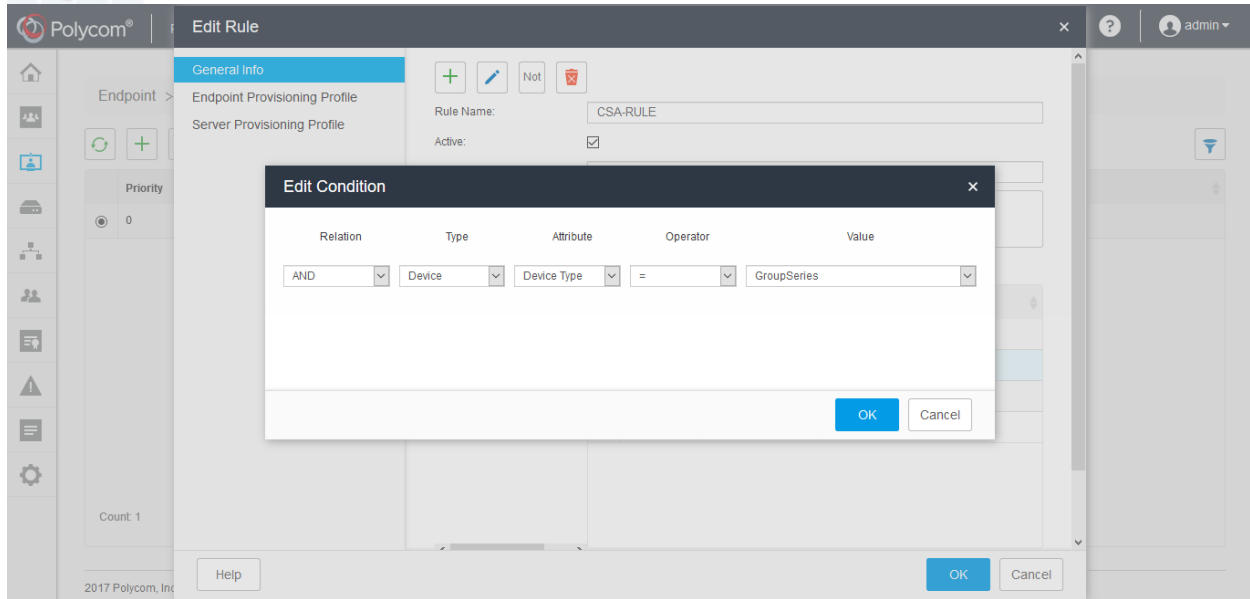 Polycom®
Edit Rule
×
?
admin
General Info
Endpoint Provisioning Profile
Server Provisioning Profile
Not
Rule Name:
CSA-RULE
Active:
Endpoint >
Priority
0
Edit Condition
×
Relation
Type
Attribute
Operator
Value
AND
Device
Device Type
=
GroupSeries
OK
Cancel
Count: 1
Help
OK
Cancel
2017 Polycom,